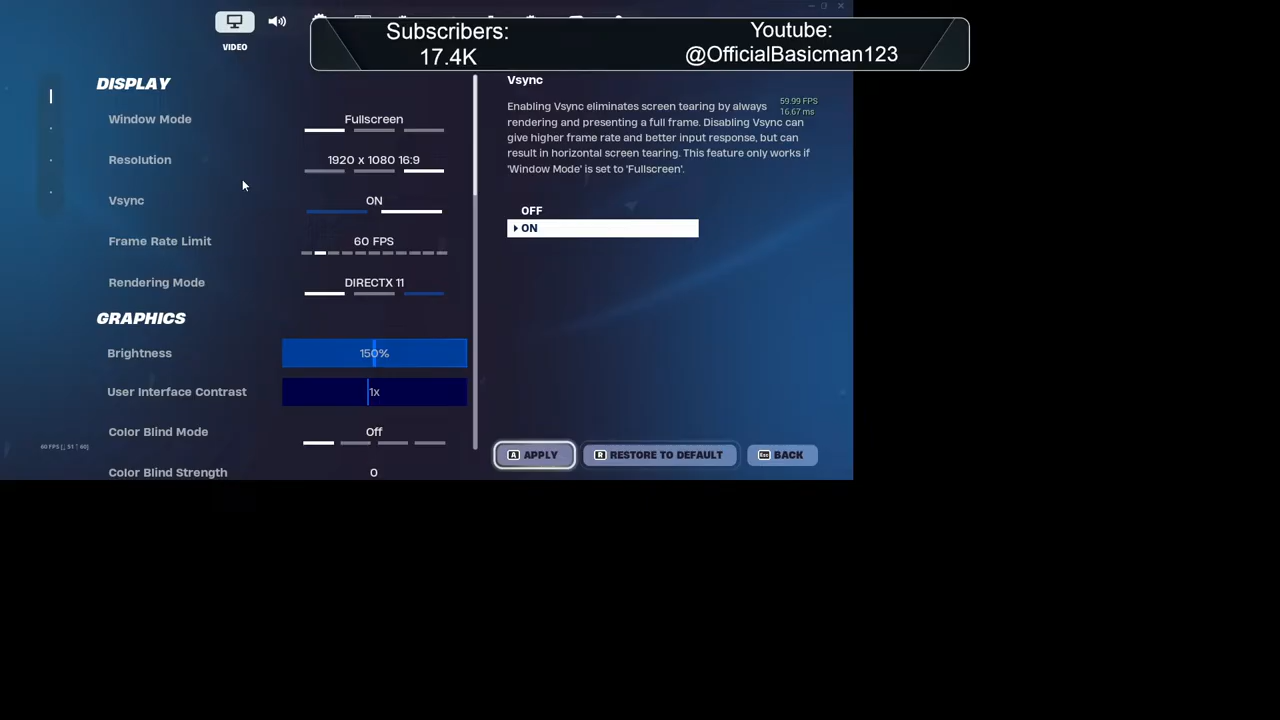 VIDEO
Subscribers:
17.4K
Youtube:
@OfficialBasicman123
DISPLAY
Window Mode
Fullscreen
Resolution
1920 x 1080 16:9
Vsync
ON
Frame Rate Limit
60 FPS
Rendering Mode
DIRECTX 11
GRAPHICS
Brightness
150%
User Interface Contrast
1x
Color Blind Mode
Off
Color Blind Strength
0
Vsync
Enabling Vsync eliminates screen tearing by always
rendering and presenting a full frame. Disabling Vsync can
give higher frame rate and better input response, but can
result in horizontal screen tearing. This feature only works if
'Window Mode' is set to 'Fullscreen'.
59.99 FPS
16.67 ms
OFF
ON
A APPLY
R RESTORE TO DEFAULT
Esc BACK